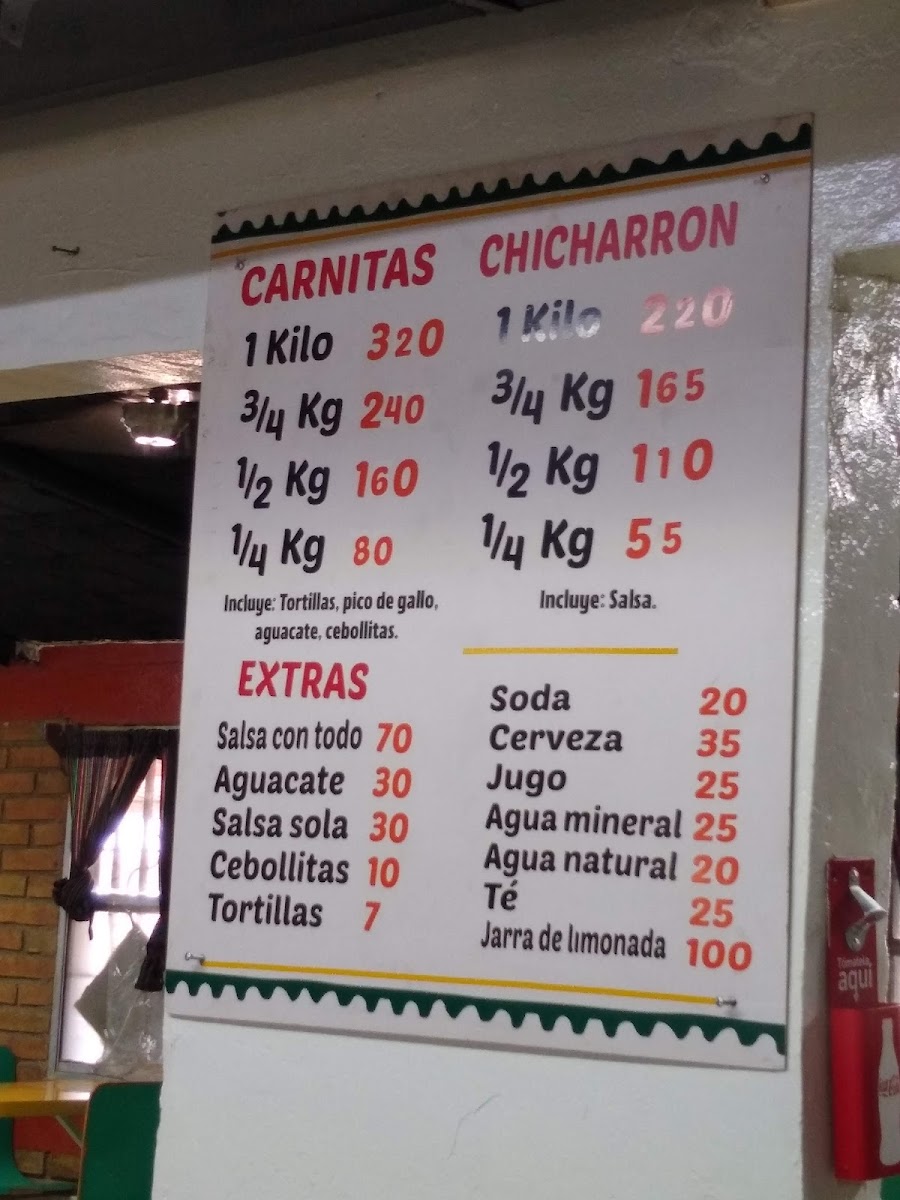 CARNITAS
1 Kilo 320
3/4 Kg 240
1/2 Kg 160
1/4 Kg 80
Incluye: Tortillas, pico de gallo,
aguacate, cebollitas.
EXTRAS
Salsa con todo 70
Aguacate 30
Salsa sola 30
Cebollitas 10
Tortillas 7
CHICHARRON
1 Kilo 220
3/4 Kg 165
1/2 Kg 110
1/4 Kg 55
Incluye: Salsa.
Soda 20
Cerveza 35
Jugo 25
Agua mineral 25
Agua natural 20
Té 25
Jarra de limonada 100
aquí
Coca-Cola